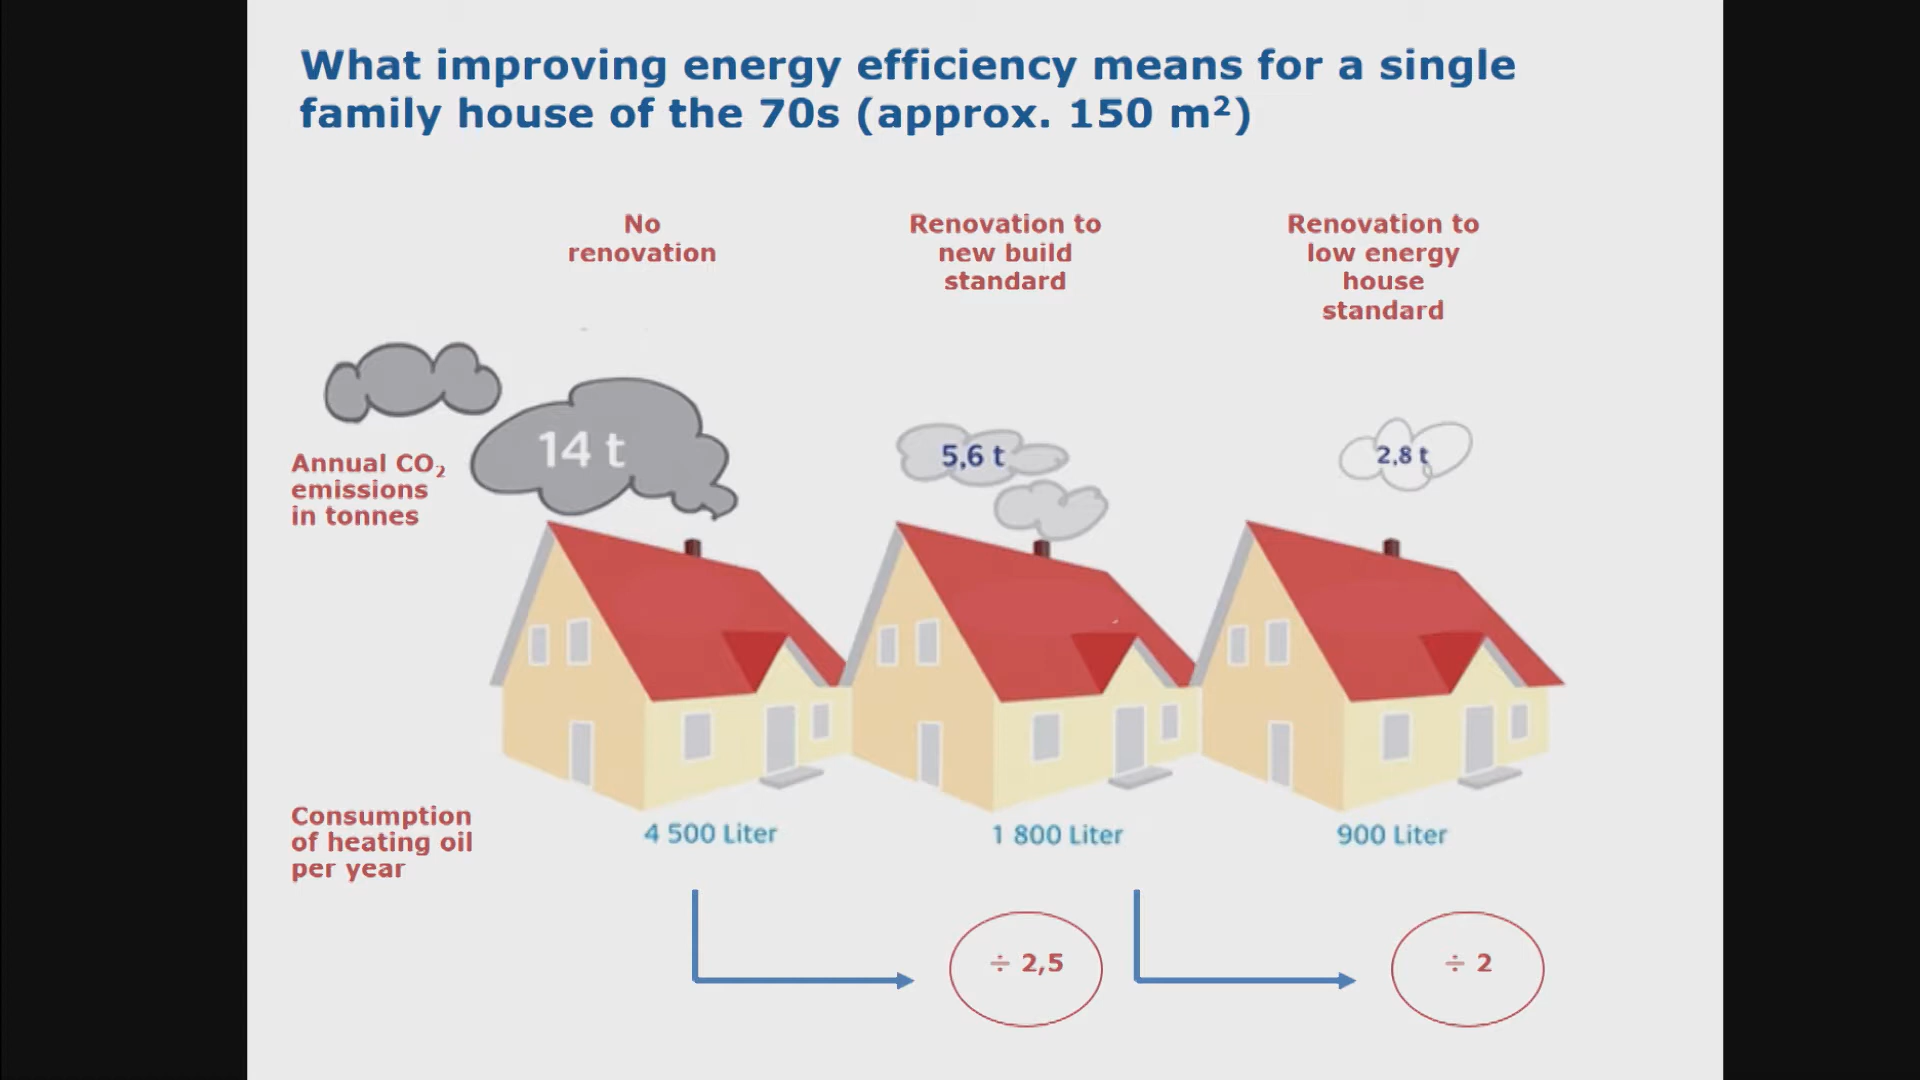 What improving energy efficiency means for a single
family house of the 70s (approx. 150 m²)
No
renovation
Renovation to
new build
standard
Renovation to
low energy
house
standard
Annual CO₂
emissions
in tonnes
14 t
5,6 t
2,8 t
Consumption
of heating oil
per year
4 500 Liter
1 800 Liter
900 Liter
÷ 2,5
÷ 2